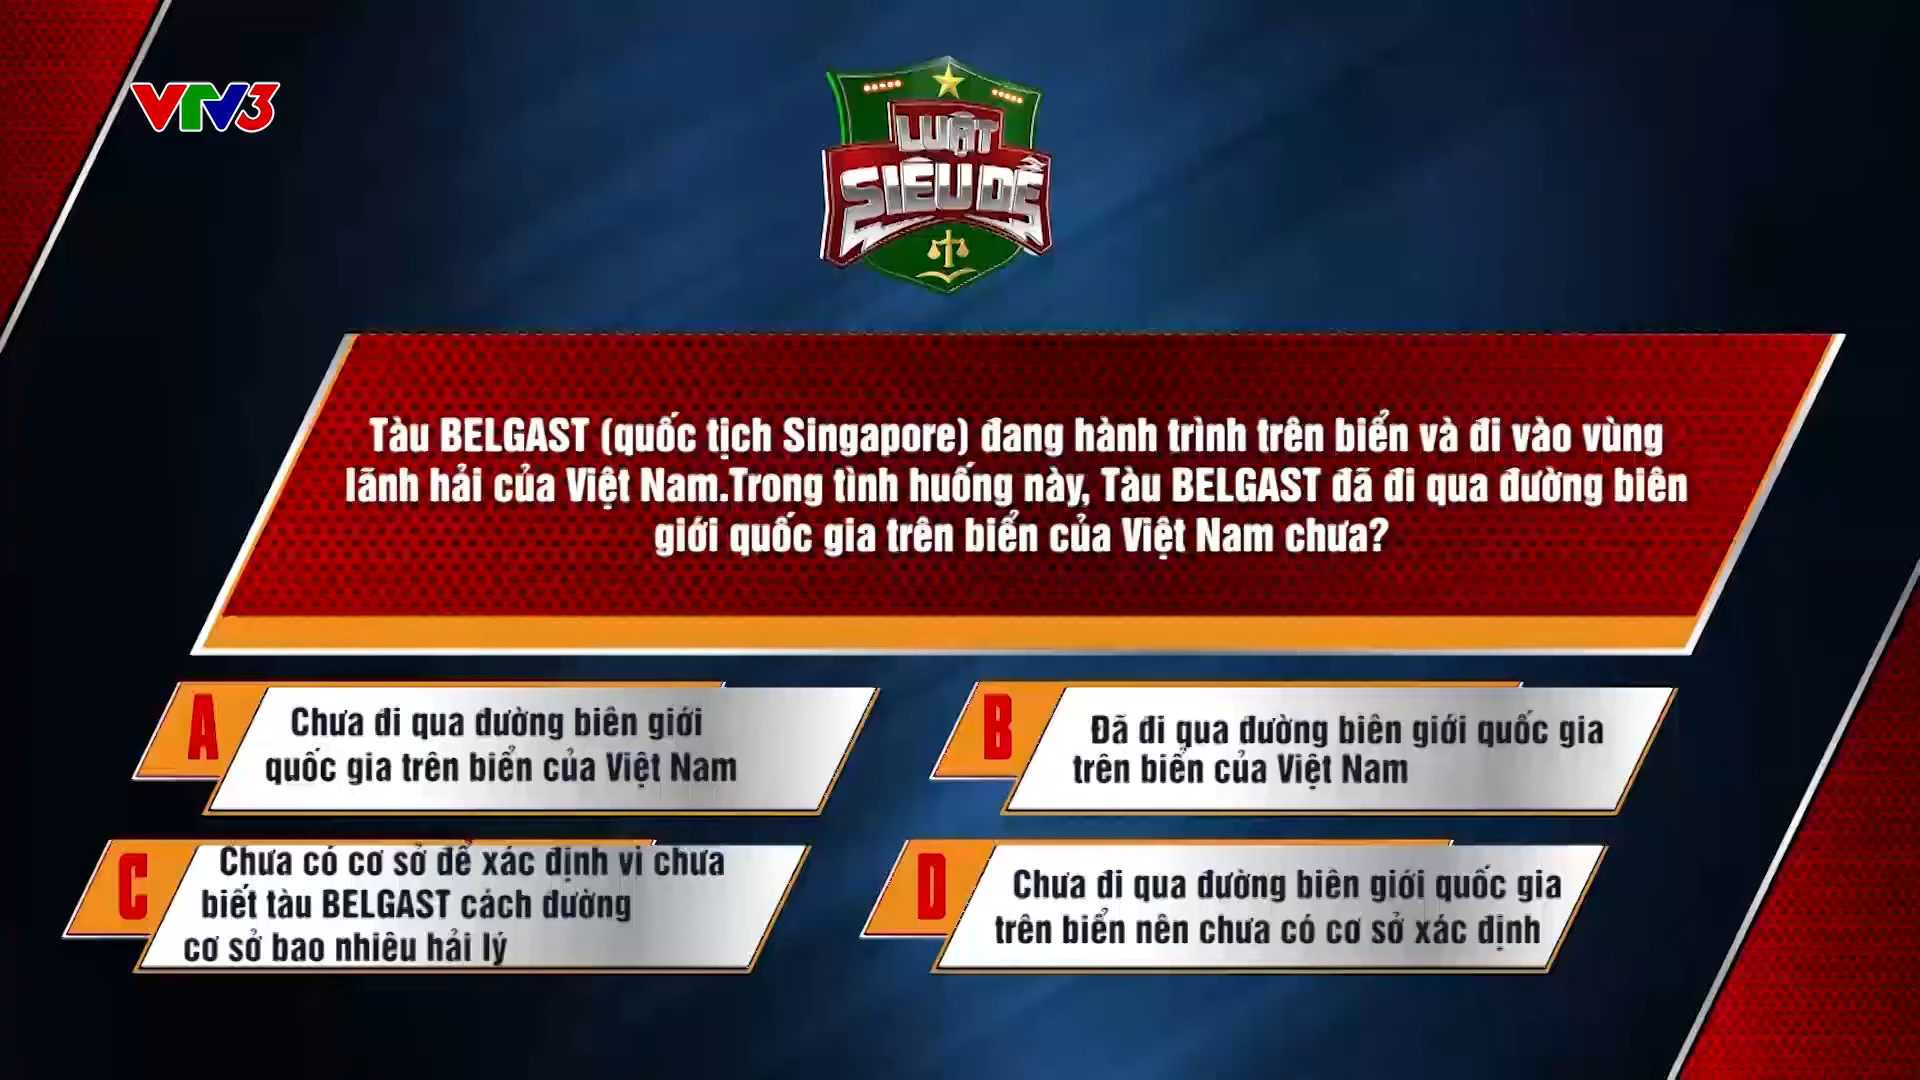 VTV3
LUẬT
SIÊU DỄ
Tàu BELGAST (quốc tịch Singapore) đang hành trình trên biển và đi vào vùng
lãnh hải của Việt Nam.Trong tình huống này, Tàu BELGAST đã đi qua đường biên
giới quốc gia trên biển của Việt Nam chưa?
A
Chưa đi qua đường biên giới
quốc gia trên biển của Việt Nam
B
Đã đi qua đường biên giới quốc gia
trên biển của Việt Nam
C
Chưa có cơ sở để xác định vì chưa
biết tàu BELGAST cách đường
cơ sở bao nhiêu hải lý
D
Chưa đi qua đường biên giới quốc gia
trên biển nên chưa có cơ sở xác định